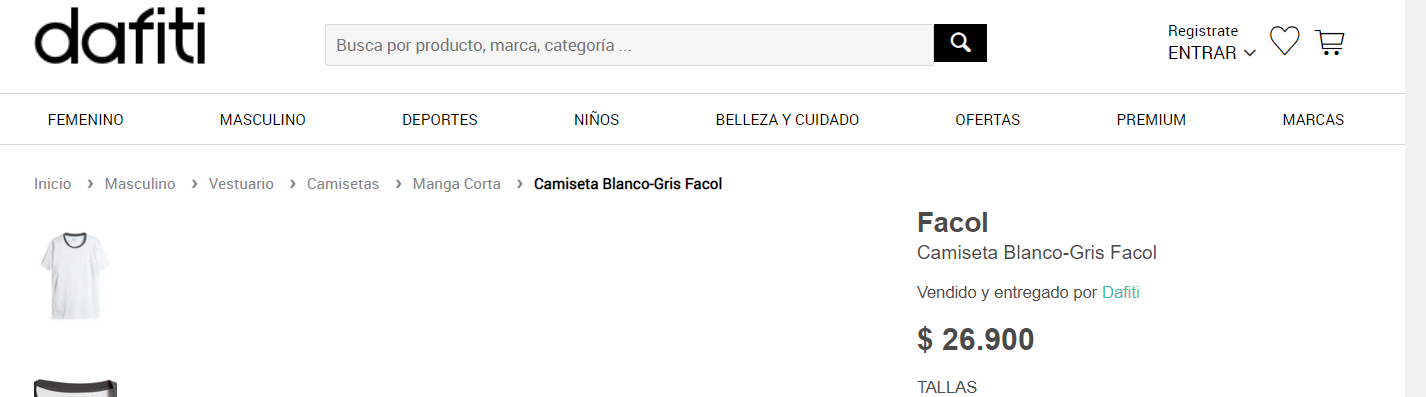 dafiti
Busca por producto, marca, categoría ...
Registrate
ENTRAR
FEMENINO MASCULINO DEPORTES NIÑOS BELLEZA Y CUIDADO OFERTAS PREMIUM MARCAS
Inicio › Masculino › Vestuario › Camisetas › Manga Corta › Camiseta Blanco-Gris Facol
Facol
Camiseta Blanco-Gris Facol
Vendido y entregado por Dafiti
$ 26.900
TALLAS